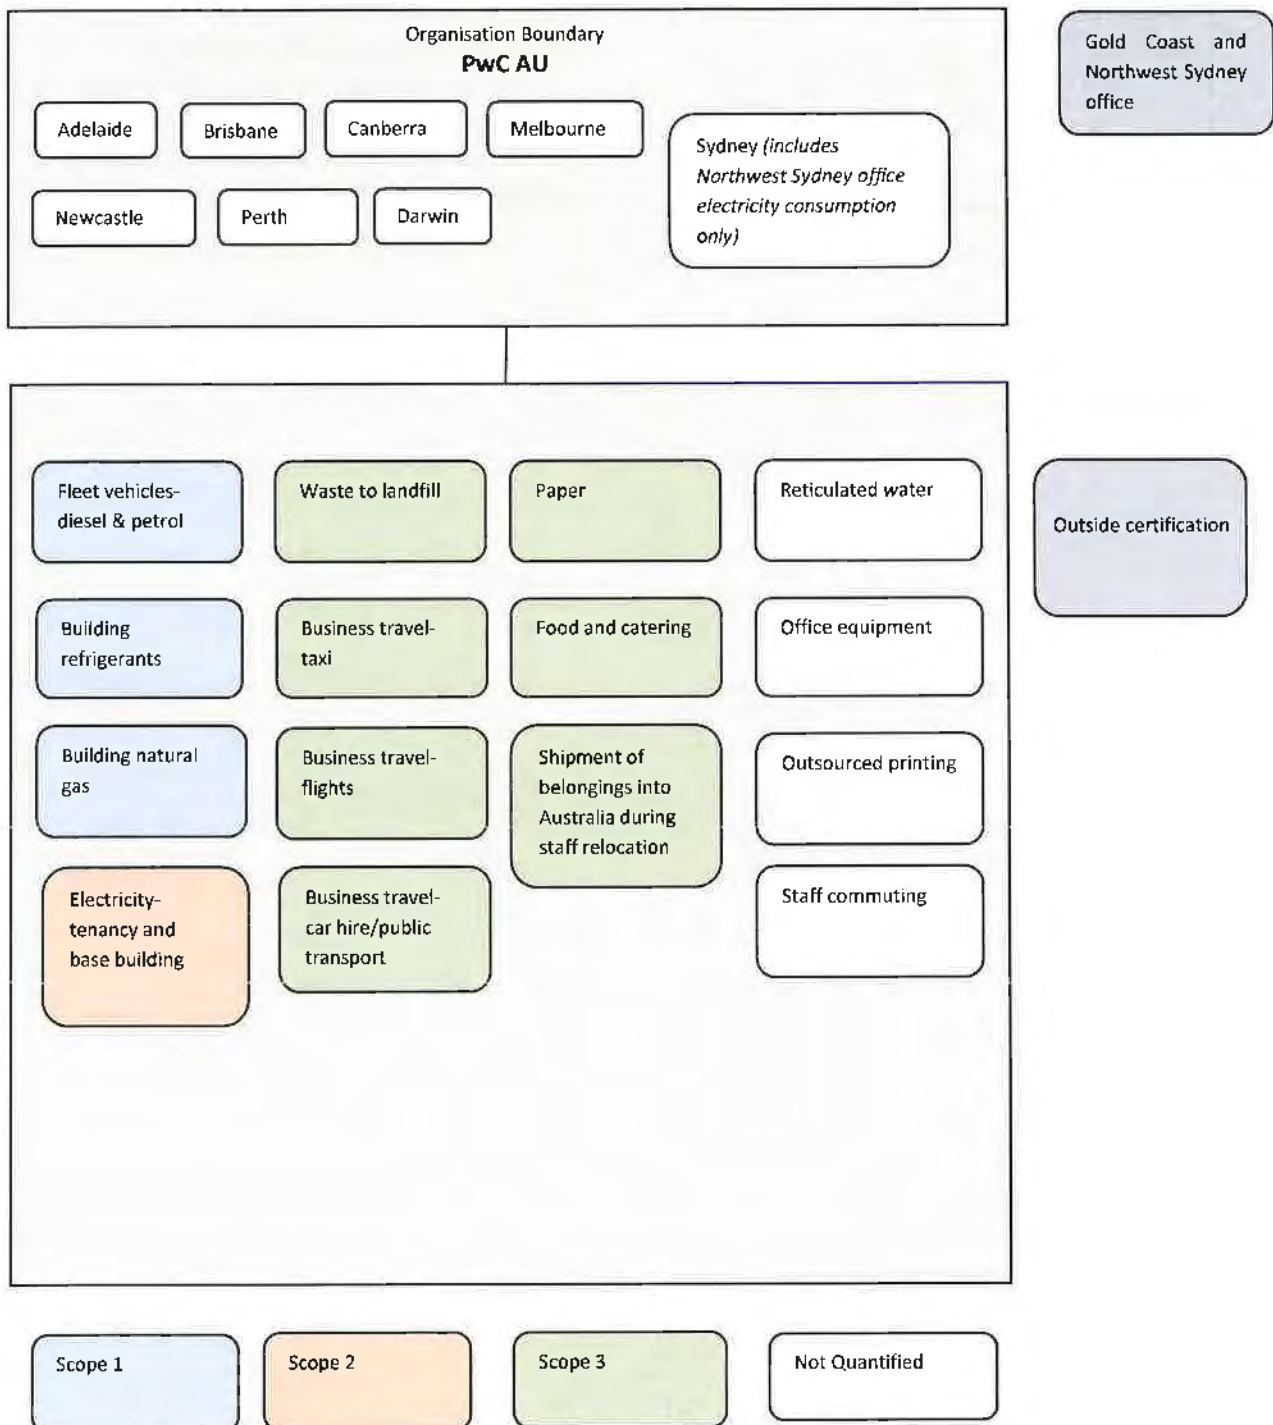 Organisation Boundary
PwC AU
Adelaide
Brisbane
Canberra
Melbourne
Sydney (includes
Northwest Sydney office
electricity consumption
only)
Newcastle
Perth
Darwin
Gold Coast and
Northwest Sydney
office
Fleet vehicles-
diesel & petrol
Waste to landfill
Paper
Reticulated water
Outside certification
Building
refrigerants
Business travel-
taxi
Food and catering
Office equipment
Building natural
gas
Business travel-
flights
Shipment of
belongings into
Australia during
staff relocation
Outsourced printing
Electricity-
tenancy and
base building
Business travel-
car hire/public
transport
Staff commuting
Scope 1
Scope 2
Scope 3
Not Quantified